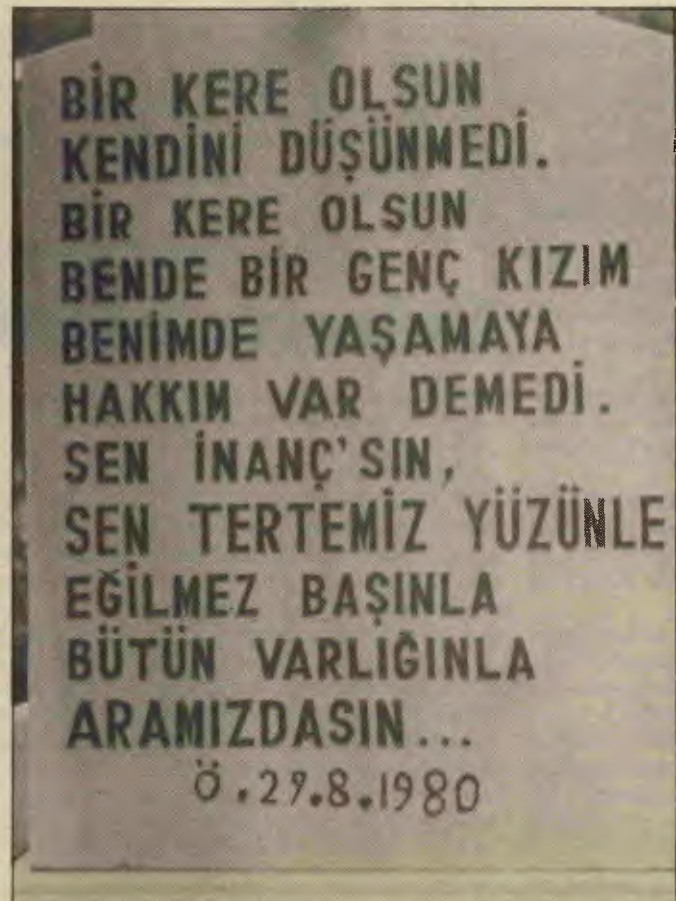 BİR KERE OLSUN
KENDİNİ DÜŞÜNMEDİ.
BİR KERE OLSUN
BENDE BİR GENÇ KIZIM
BENİMDE YAŞAMAYA
HAKKIM VAR DEMEDİ.
SEN İNANÇ'SIN,
SEN TERTEMİZ YÜZÜNLE
EĞİLMEZ BAŞINLA
BÜTÜN VARLIĞINLA
ARAMIZDASIN...
Ö.29.8.1980